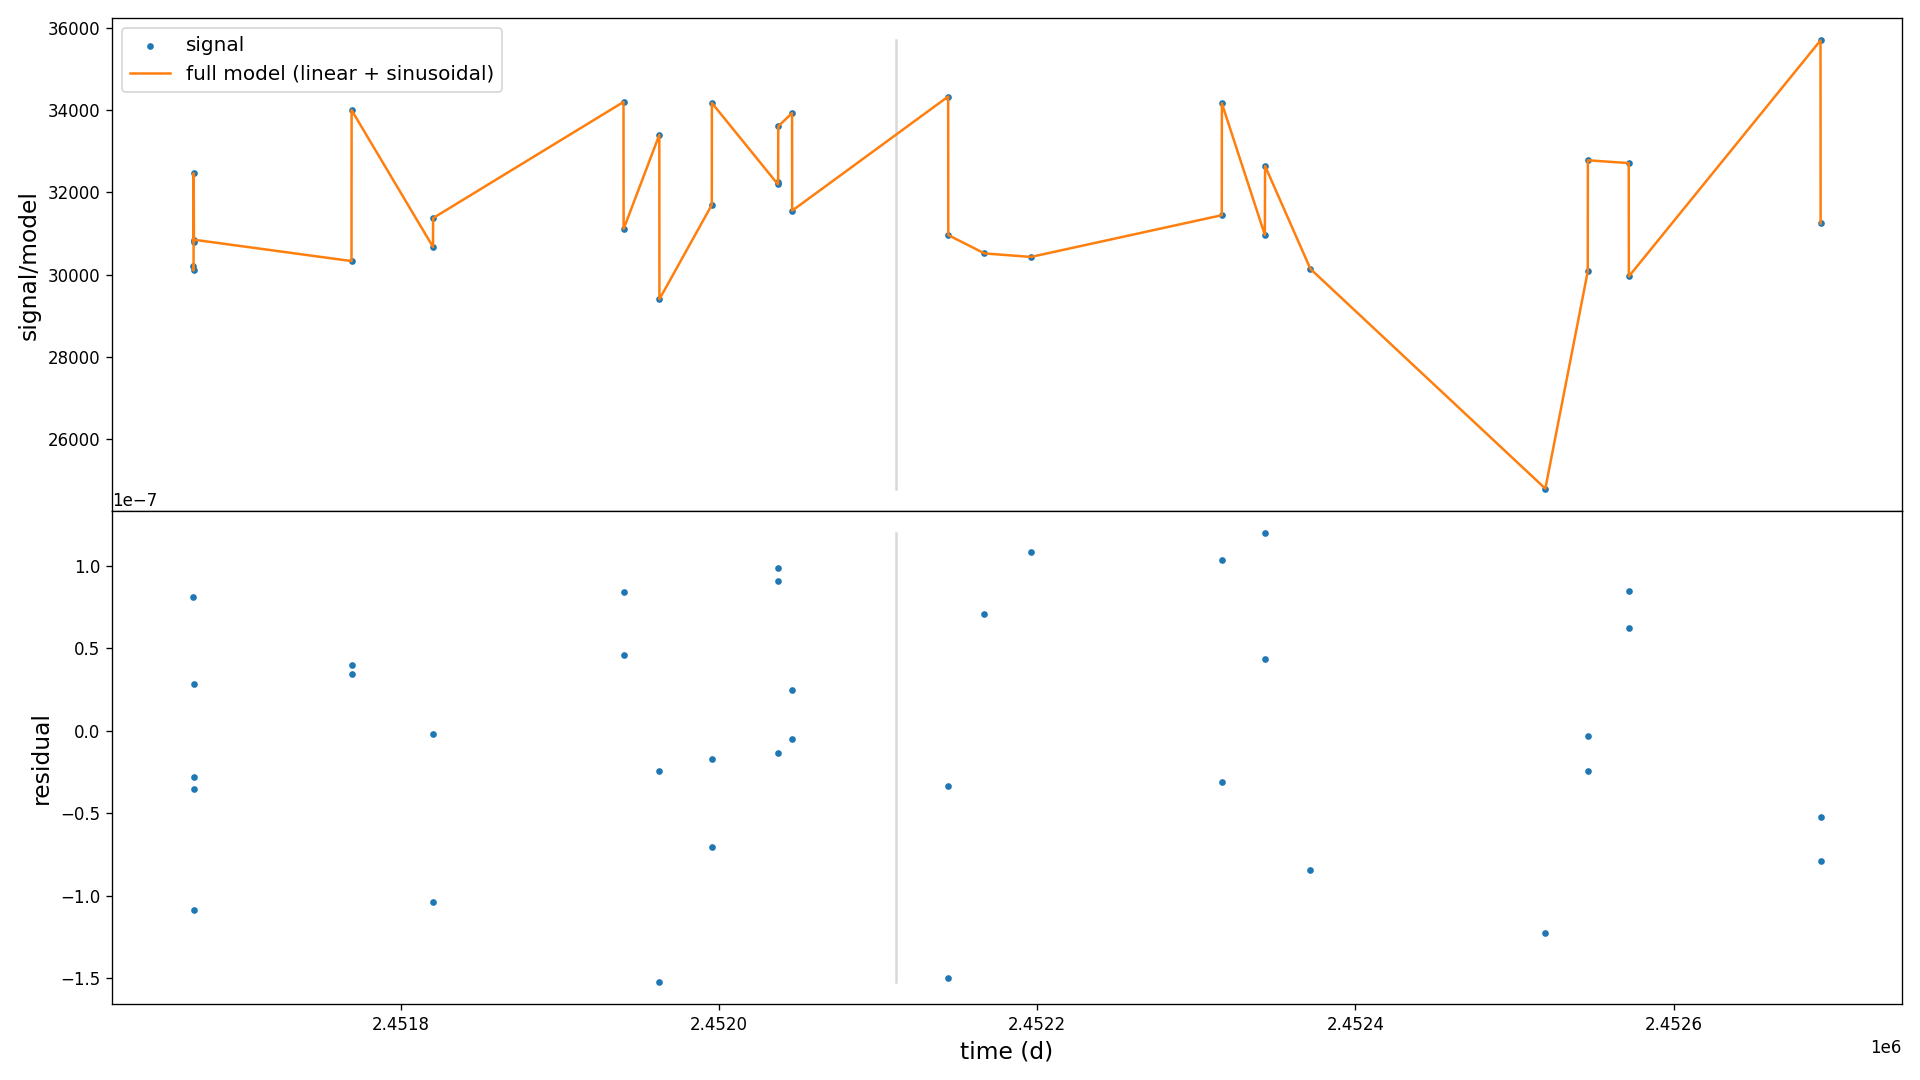 36000
34000
32000
30000
28000
26000
signal/model
signal
full model (linear + sinusoidal)
1e−7
1.0
0.5
0.0
−0.5
−1.0
−1.5
residual
2.4518
2.4520
2.4522
2.4524
2.4526
1e6
time (d)